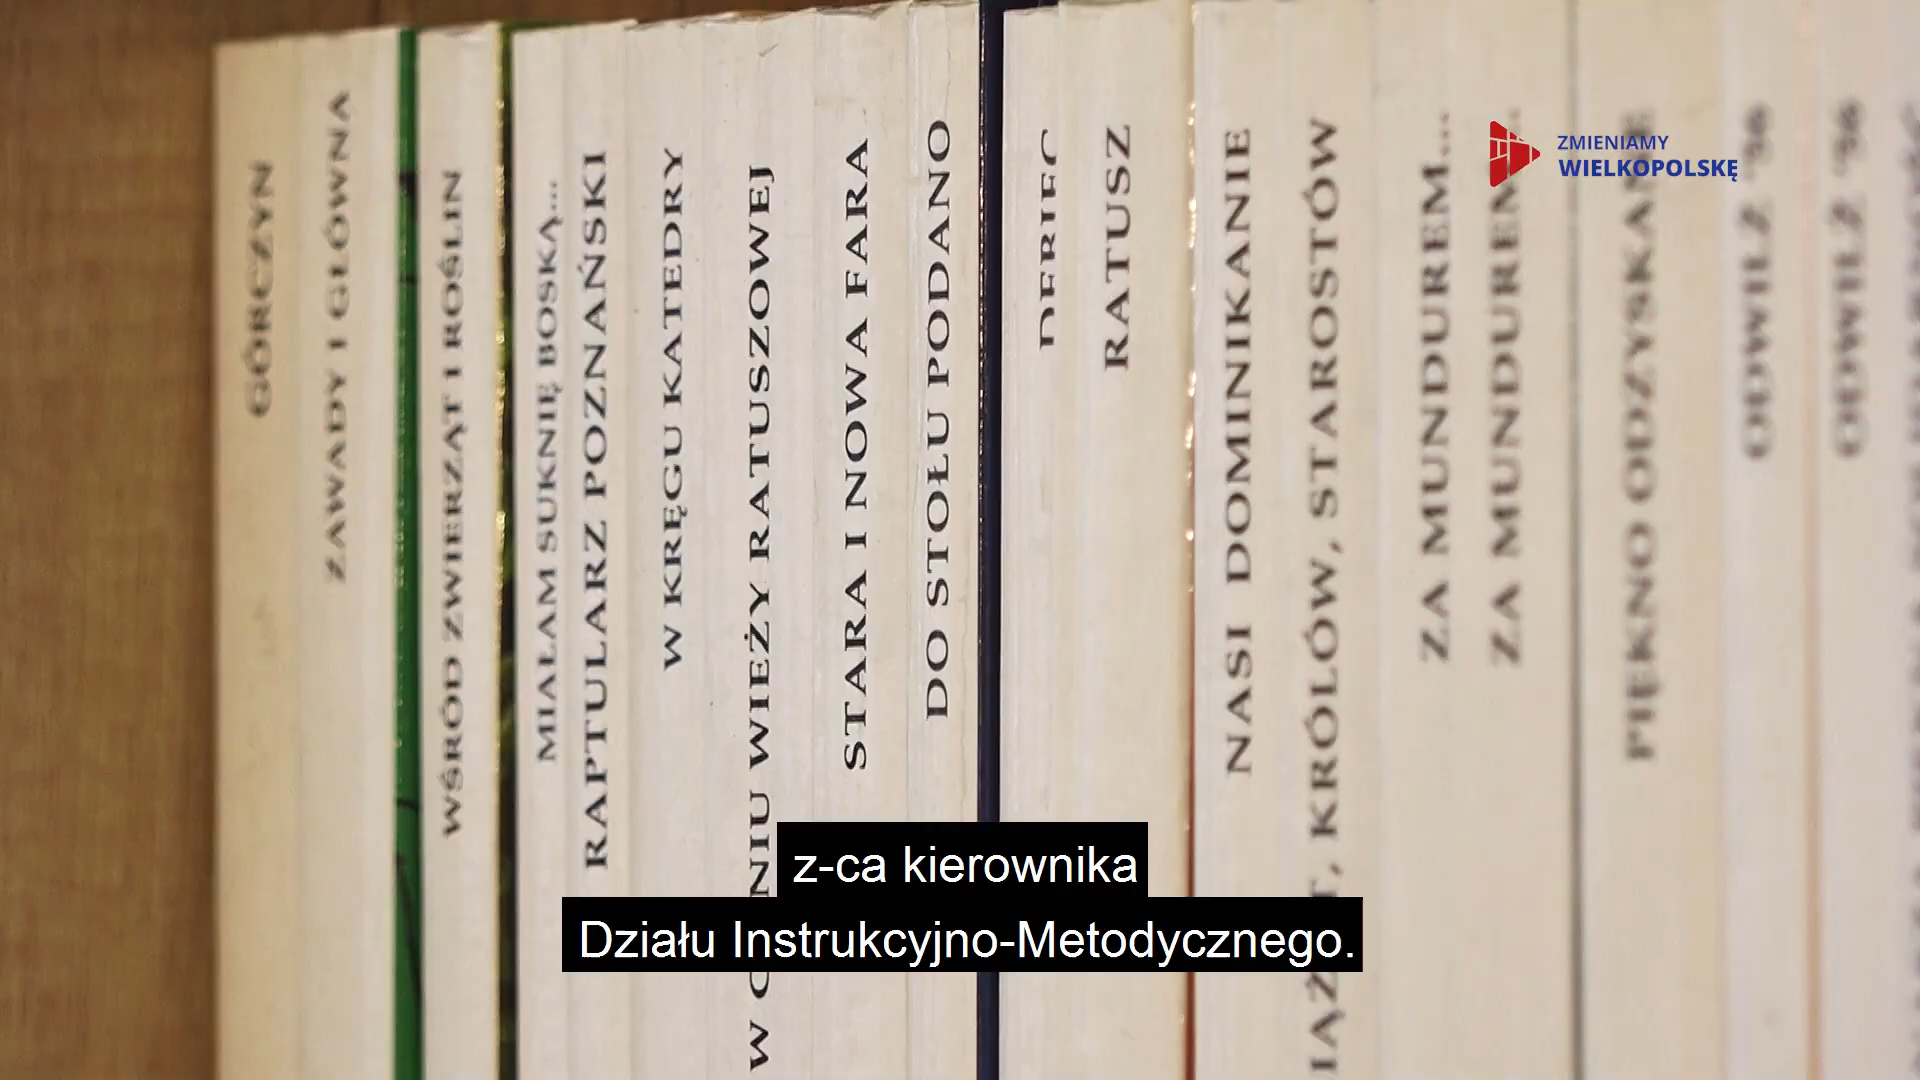 GÓRCZYN
ZAWADY I GŁÓWNA
WŚRÓD ZWIERZĄT I ROŚLIN
MIAŁAM SUKNIĘ BOSKĄ...
RAPTULARZ POZNAŃSKI
W KRĘGU KATEDRY
W WIEŻY RATUSZOWEJ
STARA I NOWA FARA
DO STOŁU PODANO
RATUSZ
NASI DOMINIKANIE
KRÓLÓW, STAROSTÓW
ZA MUNDUREM...
ZA MUNDUREM...
PIĘKNO ODZYSKANE
ODWILŻ '56
ODWILŻ '56
ZMIENIAMY
WIELKOPOLSKĘ
z-ca kierownika
Działu Instrukcyjno-Metodycznego.